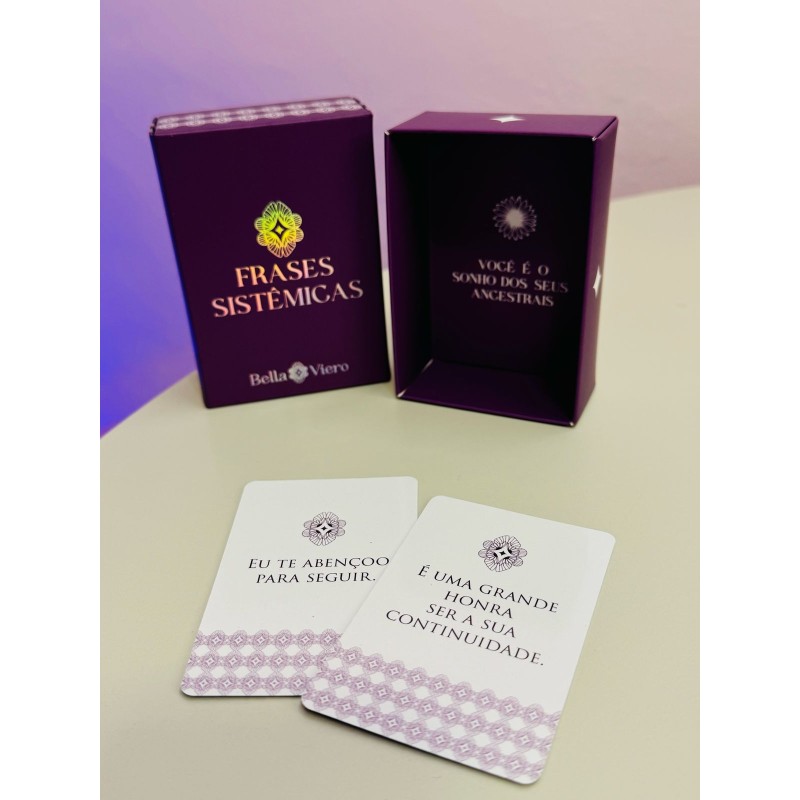 FRASES
SISTÊMICAS
Bella Viero
VOCÊ É O
SONHO DOS SEUS
ANCESTRAIS
EU TE ABENÇOO
PARA SEGUIR.
É UMA GRANDE
HONRA
SER A SUA
CONTINUIDADE.